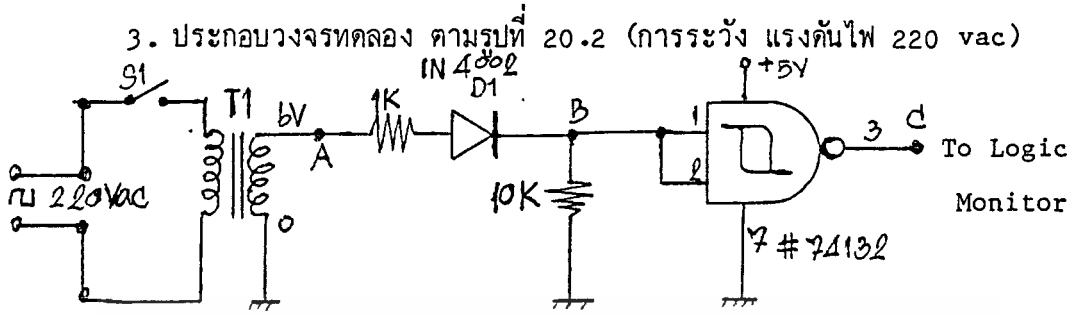 3. ประกอบวงจรทดลอง ตามรูปที่ 20.2 (การระวัง แรงดันไฟ 220 vac)
IN 4002
D1
+5V
S1
T1
6V
1K
A
B
1
2
3
C
To Logic
Monitor
220Vac
0
10K
7
#74132